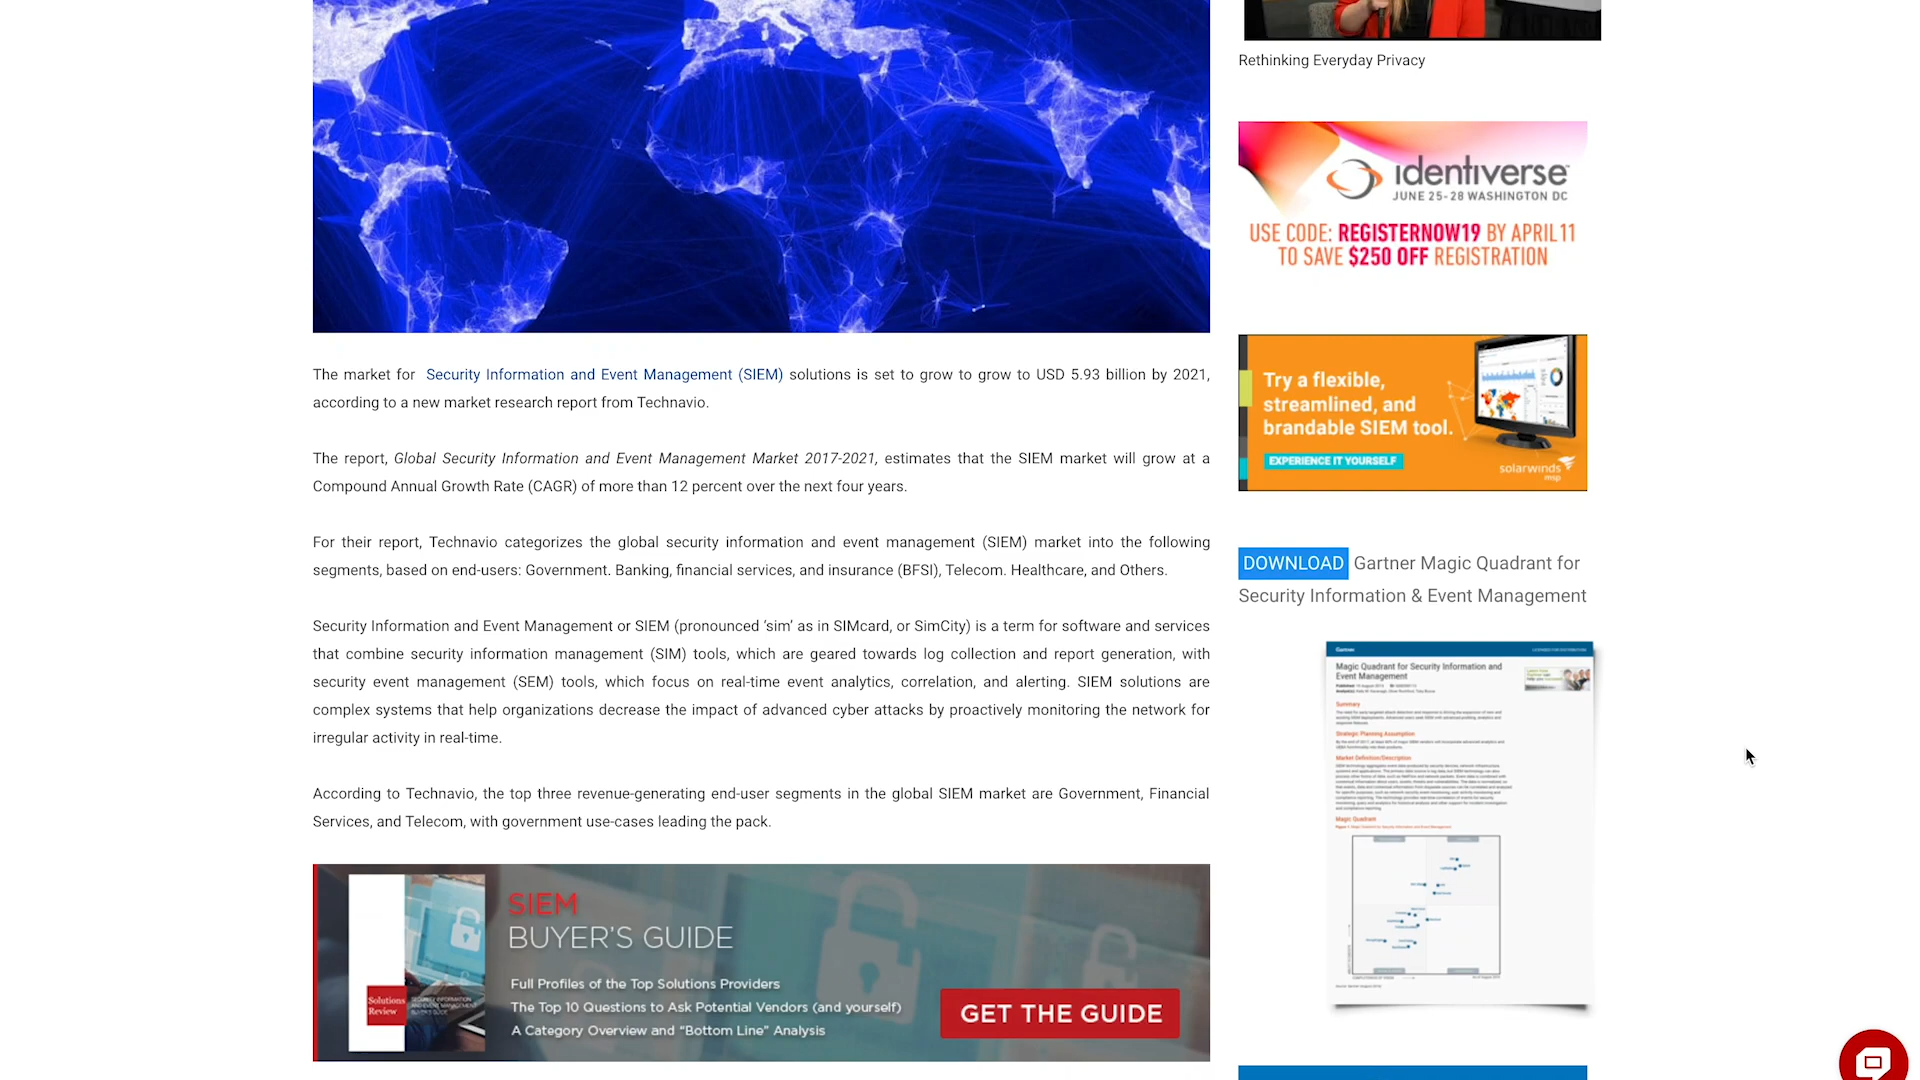 The market for Security Information and Event Management (SIEM) solutions is set to grow to grow to USD 5.93 billion by 2021,
according to a new market research report from Technavio.
The report, Global Security Information and Event Management Market 2017-2021, estimates that the SIEM market will grow at a
Compound Annual Growth Rate (CAGR) of more than 12 percent over the next four years.
For their report, Technavio categorizes the global security information and event management (SIEM) market into the following
segments, based on end-users: Government. Banking, financial services, and insurance (BFSI), Telecom. Healthcare, and Others.
Security Information and Event Management or SIEM (pronounced ‘sim’ as in SIMcard, or SimCity) is a term for software and services
that combine security information management (SIM) tools, which are geared towards log collection and report generation, with
security event management (SEM) tools, which focus on real-time event analytics, correlation, and alerting. SIEM solutions are
complex systems that help organizations decrease the impact of advanced cyber attacks by proactively monitoring the network for
irregular activity in real-time.
According to Technavio, the top three revenue-generating end-user segments in the global SIEM market are Government, Financial
Services, and Telecom, with government use-cases leading the pack.
Solutions
Review
SIEM
BUYER'S GUIDE
Full Profiles of the Top Solutions Providers
The Top 10 Questions to Ask Potential Vendors (and yourself)
A Category Overview and “Bottom Line” Analysis
GET THE GUIDE
Rethinking Everyday Privacy
identiverse
JUNE 25-28 WASHINGTON DC
USE CODE: REGISTERNOW19 BY APRIL 11
TO SAVE $250 OFF REGISTRATION
Try a flexible,
streamlined, and
brandable SIEM tool.
EXPERIENCE IT YOURSELF
solarwinds
msp
DOWNLOAD Gartner Magic Quadrant for
Security Information & Event Management
Gartner
Magic Quadrant for Security Information and
Event Management
Summary
Strategic Planning Assumption
Market Definition/Description
Magic Quadrant